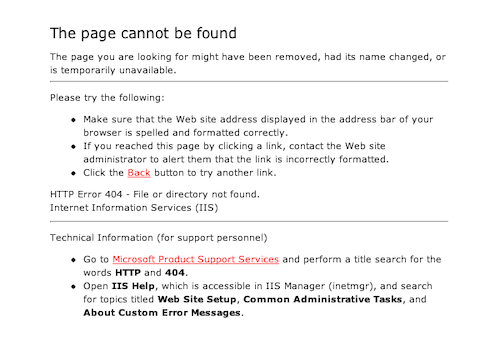 The page cannot be found
The page you are looking for might have been removed, had its name changed, or
is temporarily unavailable.
Please try the following:
Make sure that the Web site address displayed in the address bar of your
browser is spelled and formatted correctly.
If you reached this page by clicking a link, contact the Web site
administrator to alert them that the link is incorrectly formatted.
Click the Back button to try another link.
HTTP Error 404 - File or directory not found.
Internet Information Services (IIS)
Technical Information (for support personnel)
Go to Microsoft Product Support Services and perform a title search for the
words HTTP and 404.
Open IIS Help, which is accessible in IIS Manager (inetmgr), and search
for topics titled Web Site Setup, Common Administrative Tasks, and
About Custom Error Messages.